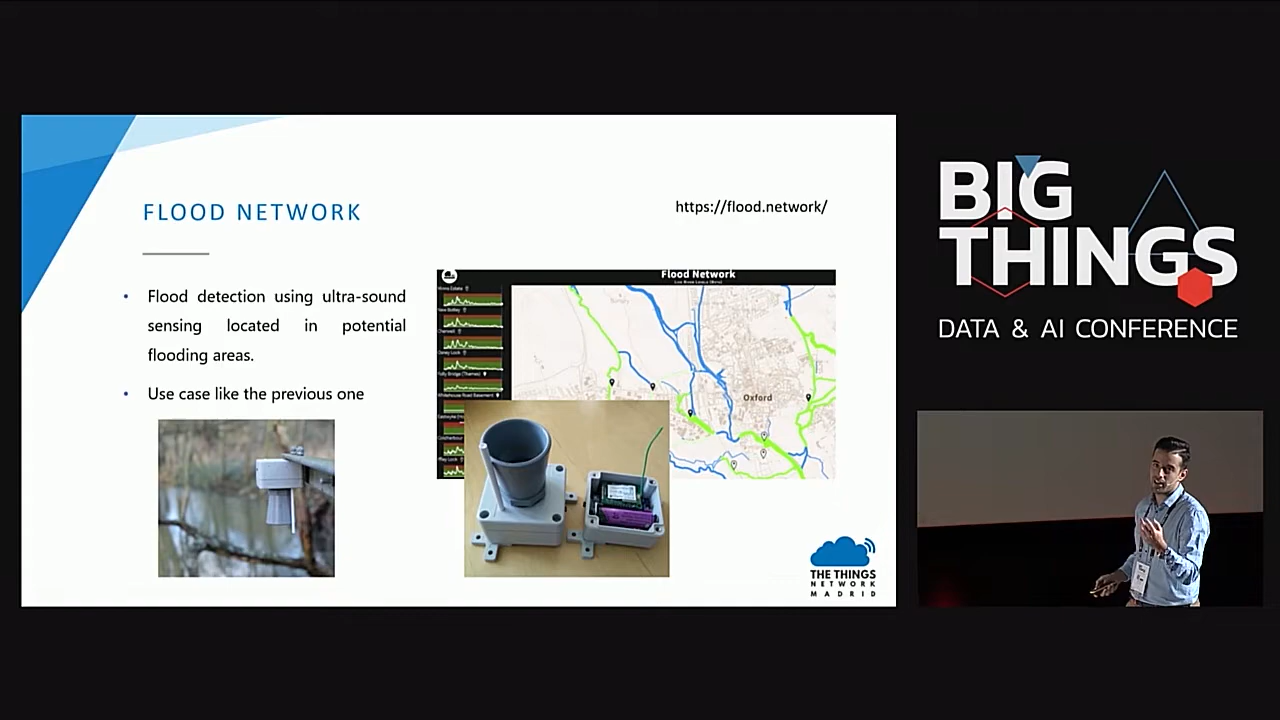 FLOOD NETWORK
https://flood.network/
• Flood detection using ultra-sound
sensing located in potential
flooding areas.
• Use case like the previous one
Flood Network
Oxford
THE THINGS
NETWORK
MADRID
BIG
THINGS
DATA & AI CONFERENCE